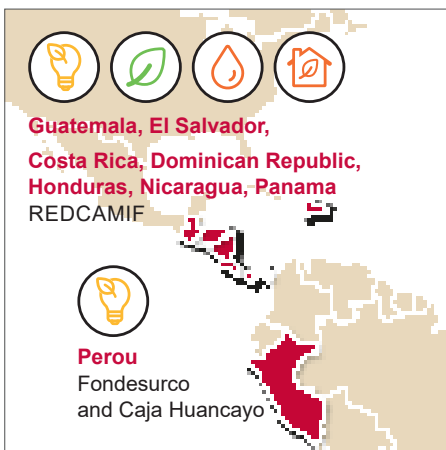 Guatemala, El Salvador,
Costa Rica, Dominican Republic,
Honduras, Nicaragua, Panama
REDCAMIF
Perou
Fondesurco
and Caja Huancayo